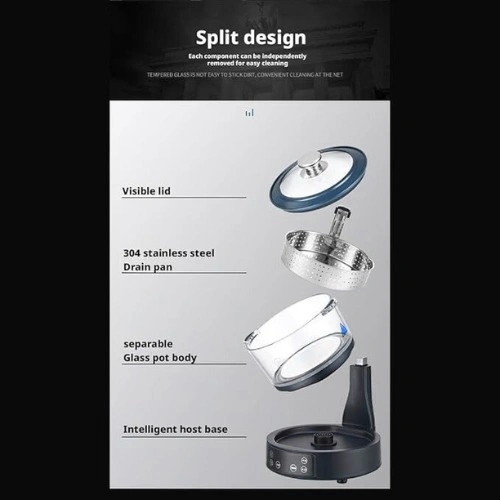 Split design
Each component can be independently
removed for easy cleaning
TEMPERED GLASS IS NOT EASY TO STICK DIRT, CONVENIENT CLEANING AT THE NET
Visible lid
304 stainless steel
Drain pan
separable
Glass pot body
Intelligent host base